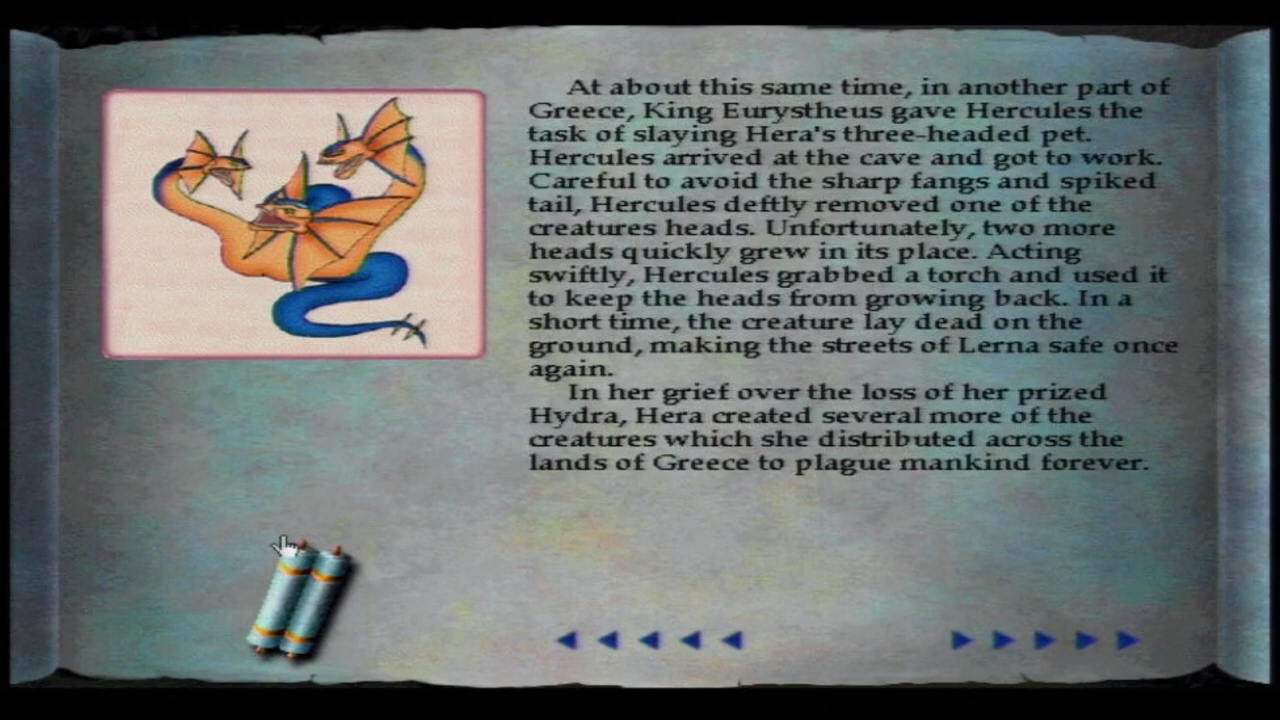 At about this same time, in another part of
Greece, King Eurystheus gave Hercules the
task of slaying Hera's three-headed pet.
Hercules arrived at the cave and got to work.
Careful to avoid the sharp fangs and spiked
tail, Hercules deftly removed one of the
creatures heads. Unfortunately, two more
heads quickly grew in its place. Acting
swiftly, Hercules grabbed a torch and used it
to keep the heads from growing back. In a
short time, the creature lay dead on the
ground, making the streets of Lerna safe once
again.
In her grief over the loss of her prized
Hydra, Hera created several more of the
creatures which she distributed across the
lands of Greece to plague mankind forever.